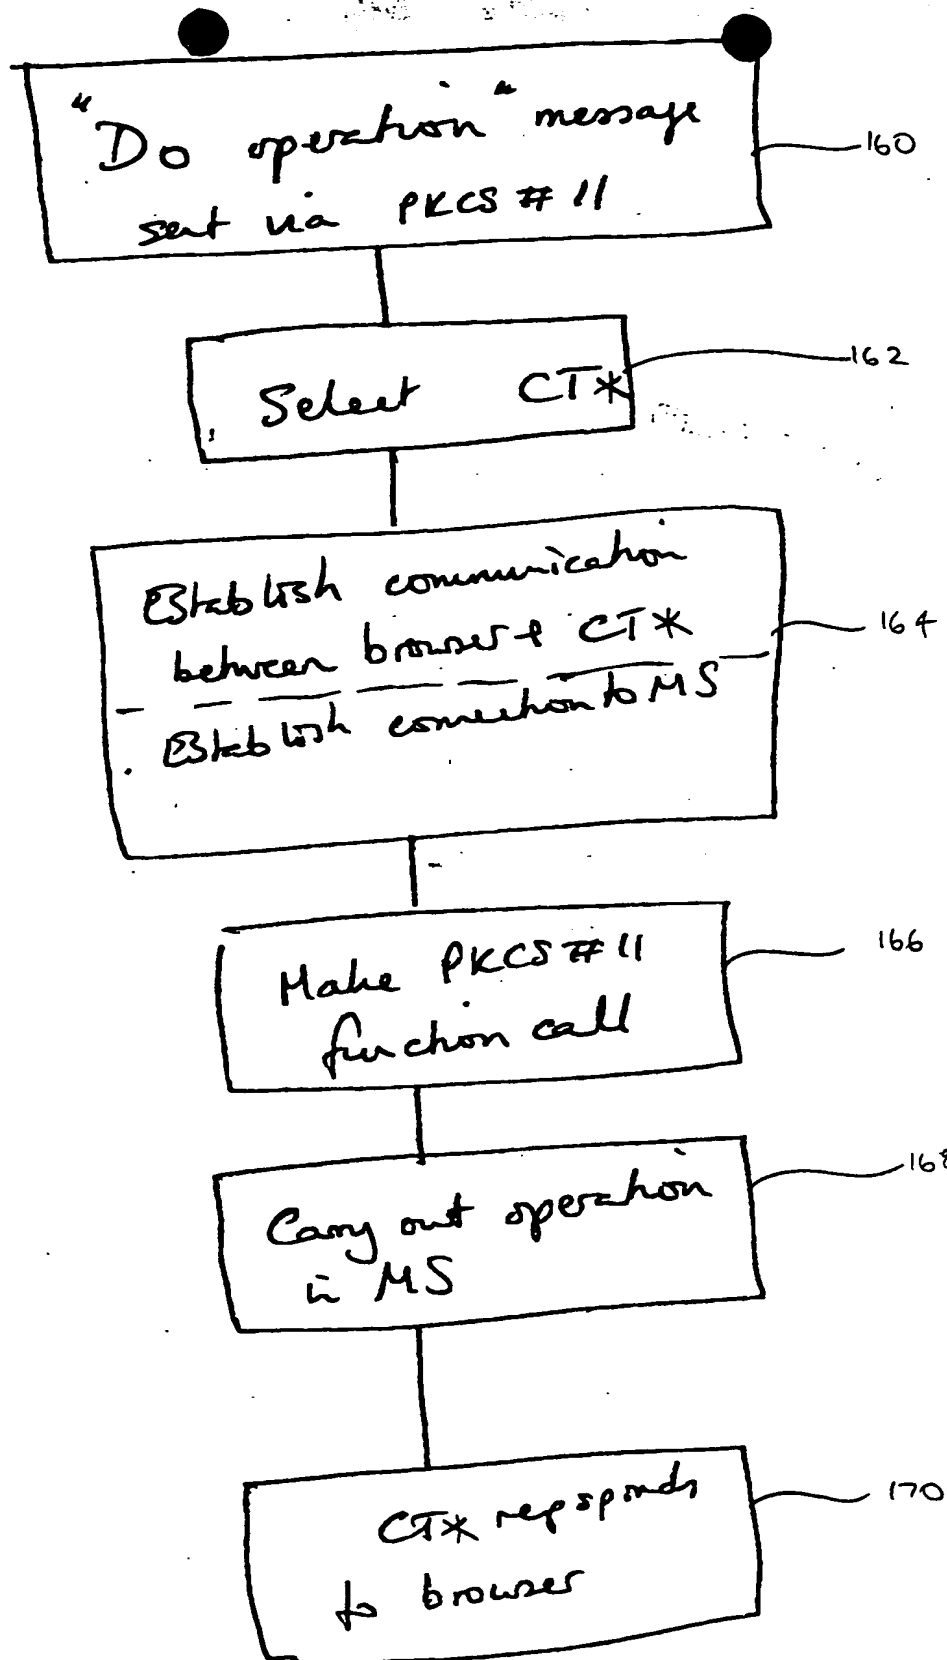 "Do operation" message
sent via PKCS#11
160
Select CT*
162
Establish communication
between browser & CT*
164
Establish connection to MS
Make PKCS#11
function call
166
Carry out operation
in MS
168
CT* repsponds
to browser
170